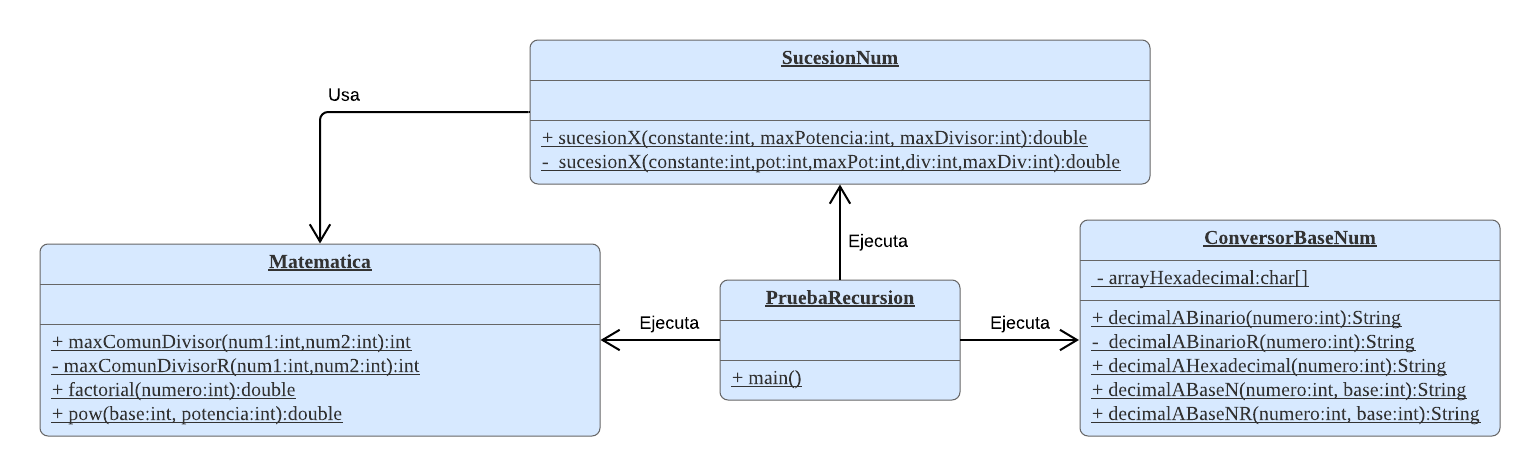 SucesionNum
Usa
+ sucesionX(constante:int, maxPotencia:int, maxDivisor:int):double
-  sucesionX(constante:int,pot:int,maxPot:int,div:int,maxDiv:int):double
Ejecuta
Matematica
+ maxComunDivisor(num1:int,num2:int):int
- maxComunDivisorR(num1:int,num2:int):int
+ factorial(numero:int):double
+ pow(base:int, potencia:int):double
Ejecuta
PruebaRecursion
+ main()
Ejecuta
ConversorBaseNum
- arrayHexadecimal:char[]
+ decimalABinario(numero:int):String
-  decimalABinarioR(numero:int):String
+ decimalAHexadecimal(numero:int):String
+ decimalABaseN(numero:int, base:int):String
+ decimalABaseNR(numero:int, base:int):String